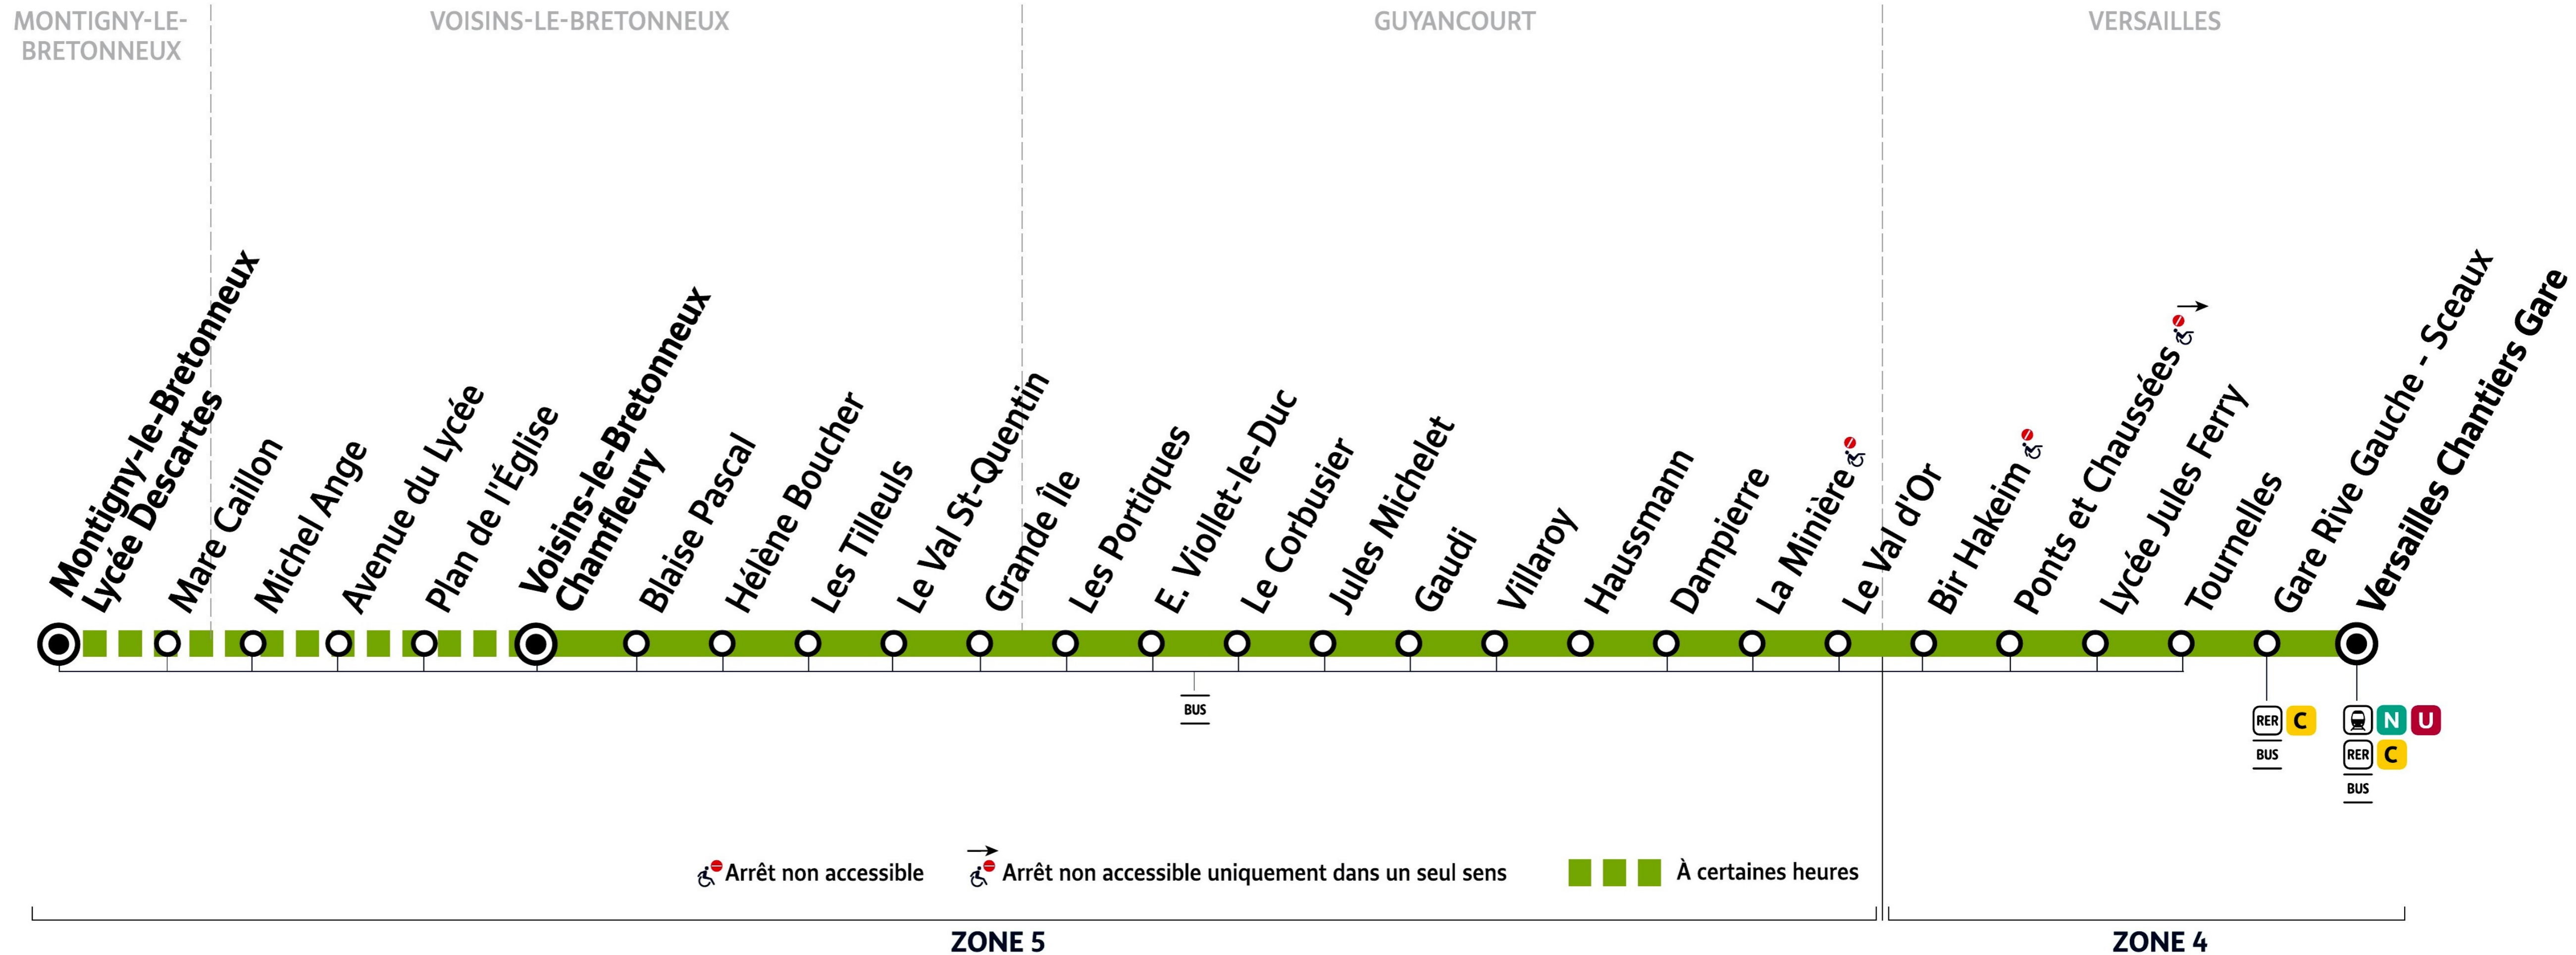 MONTIGNY-LE-
BRETONNEUX
VOISINS-LE-BRETONNEUX
GUYANCOURT
VERSAILLES
Montigny-le-Bretonneux
Lycée Descartes
Mare Caillon
Michel Ange
Avenue du Lycée
Plan de l'Église
Voisins-le-Bretonneux
Chamfleury
Blaise Pascal
Hélène Boucher
Les Tilleuls
Le Val St-Quentin
Grande Île
Les Portiques
E. Viollet-le-Duc
Le Corbusier
Jules Michelet
Gaudi
Villaroy
Haussmann
Dampierre
La Minière
Le Val d'Or
Bir Hakeim
Ponts et Chaussées
Lycée Jules Ferry
Tournelles
Gare Rive Gauche - Sceaux
Versailles Chantiers Gare
BUS
RER C
BUS
N U
RER C
BUS
Arrêt non accessible
Arrêt non accessible uniquement dans un seul sens
À certaines heures
ZONE 5
ZONE 4